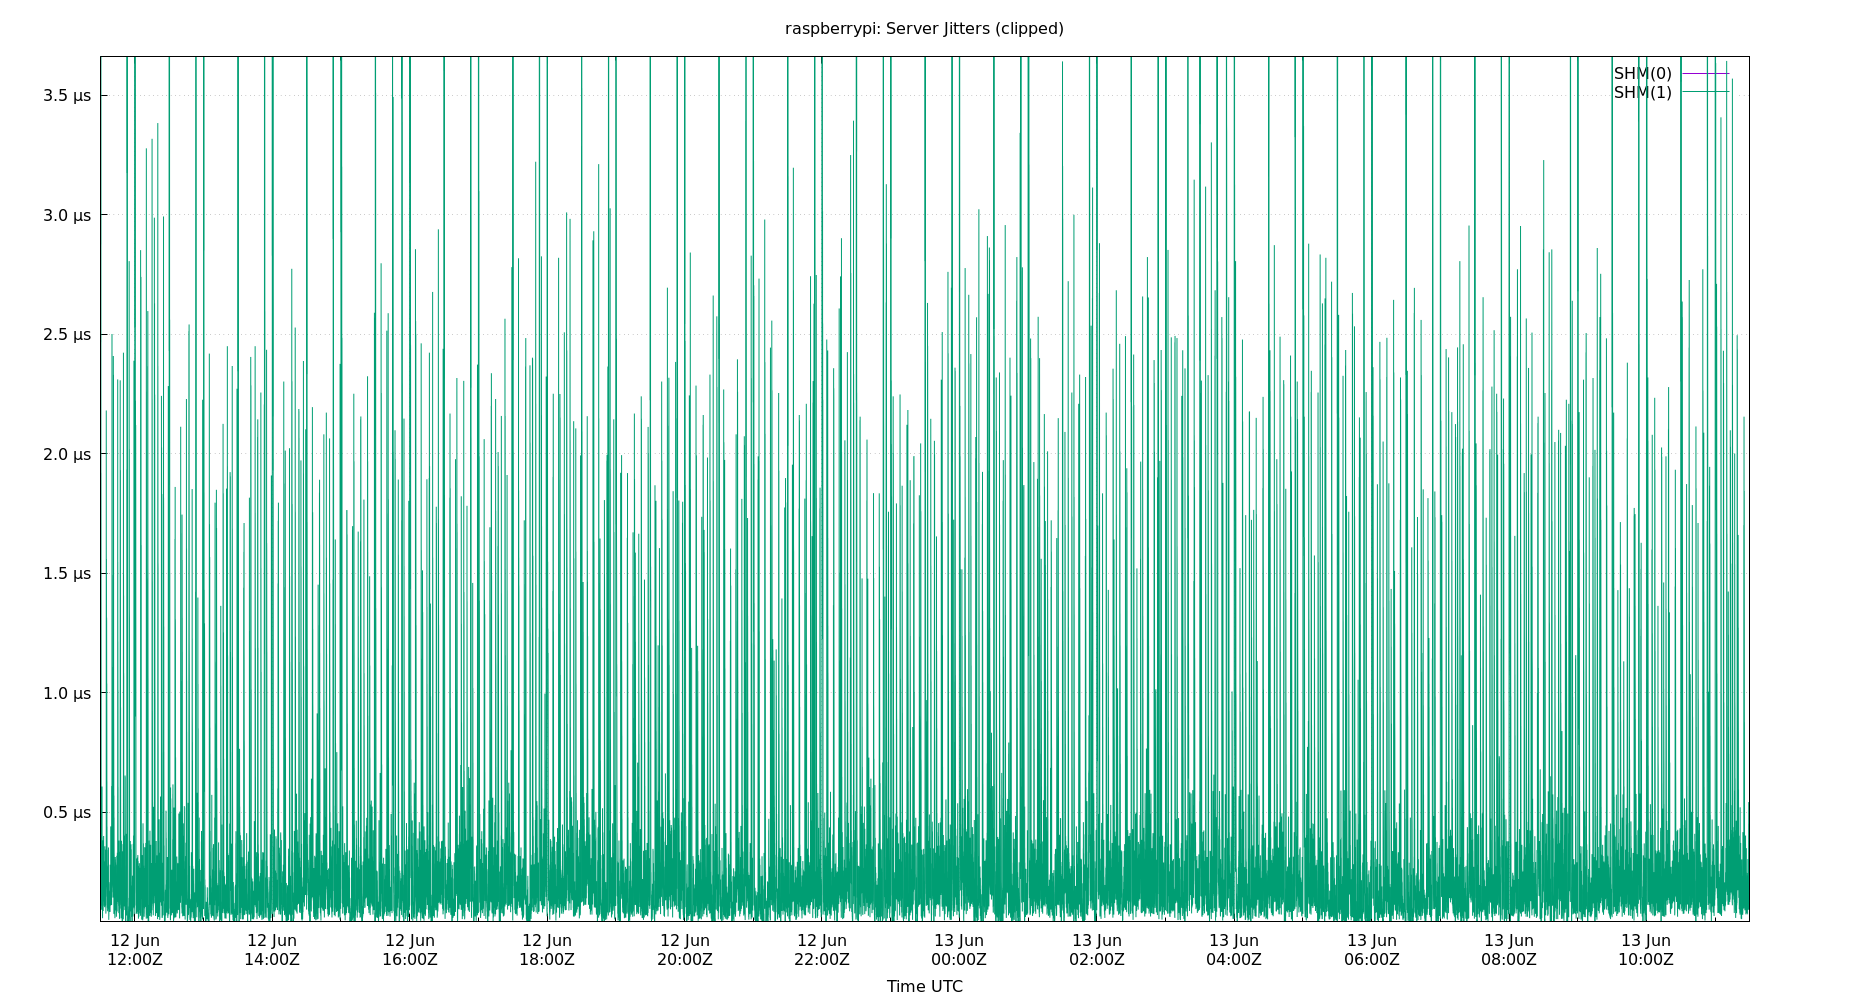 raspberrypi: Server Jitters (clipped)
SHM(0)
SHM(1)
3.5 µs
3.0 µs
2.5 µs
2.0 µs
1.5 µs
1.0 µs
0.5 µs
12 Jun 12 Jun 12 Jun 12 Jun 12 Jun 12 Jun 13 Jun 13 Jun 13 Jun 13 Jun 13 Jun 13 Jun
12:00Z 14:00Z 16:00Z 18:00Z 20:00Z 22:00Z 00:00Z 02:00Z 04:00Z 06:00Z 08:00Z 10:00Z
Time UTC